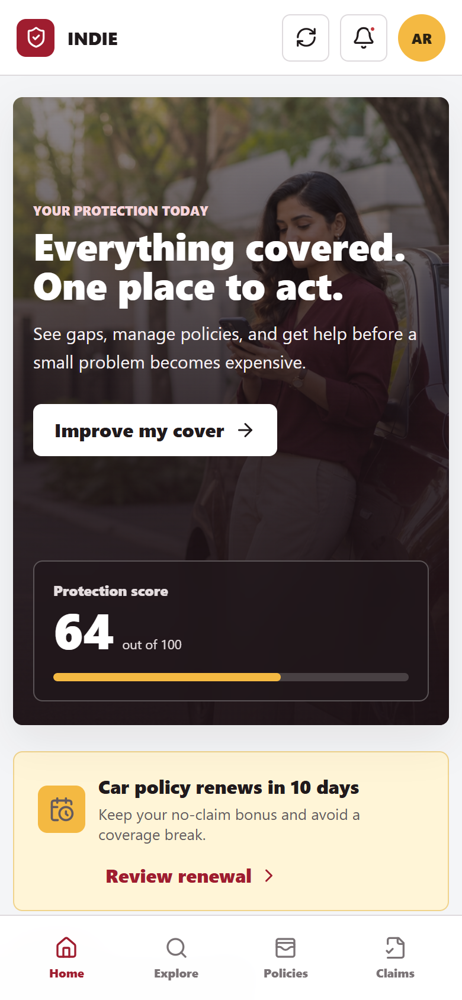 INDIE
AR
YOUR PROTECTION TODAY
Everything covered.
One place to act.
See gaps, manage policies, and get help before a
small problem becomes expensive.
Improve my cover
Protection score
64 out of 100
Car policy renews in 10 days
Keep your no-claim bonus and avoid a
coverage break.
Review renewal
Home Explore Policies Claims